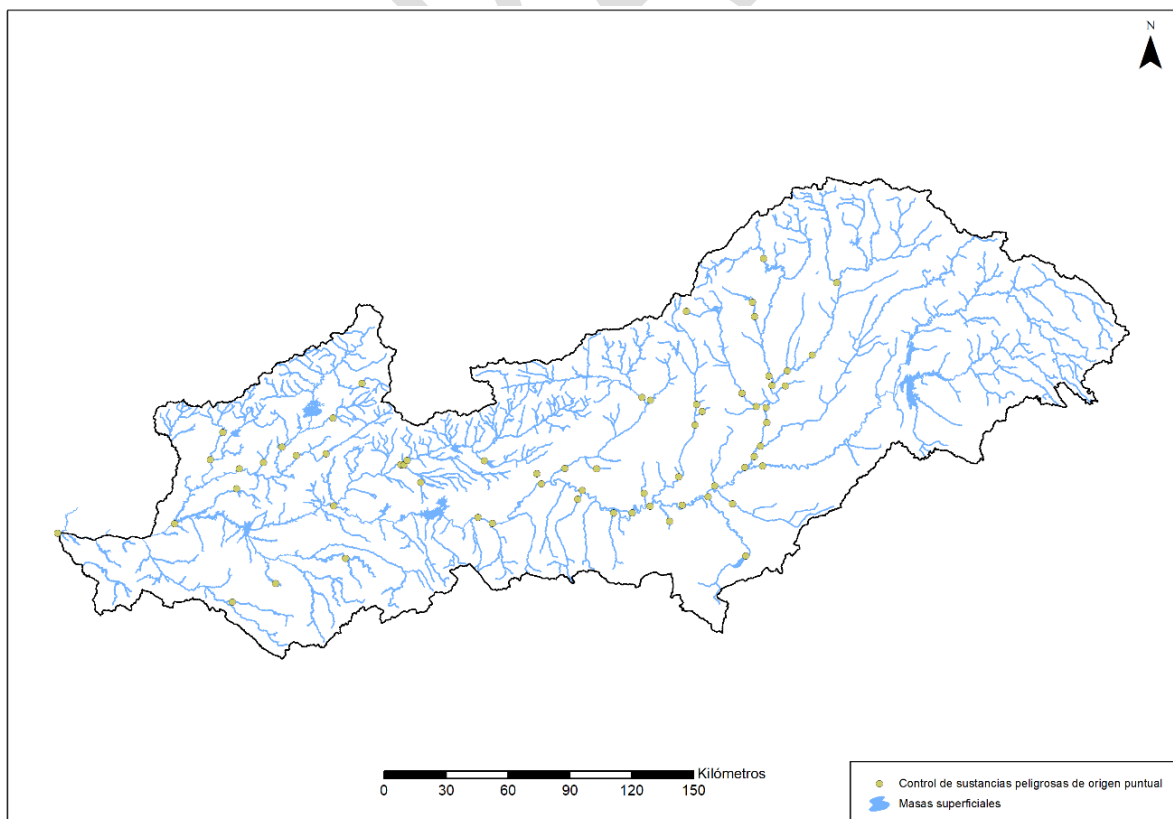 N
Kilómetros
0 30 60 90 120 150
Control de sustancias peligrosas de origen puntual
Masas superficiales